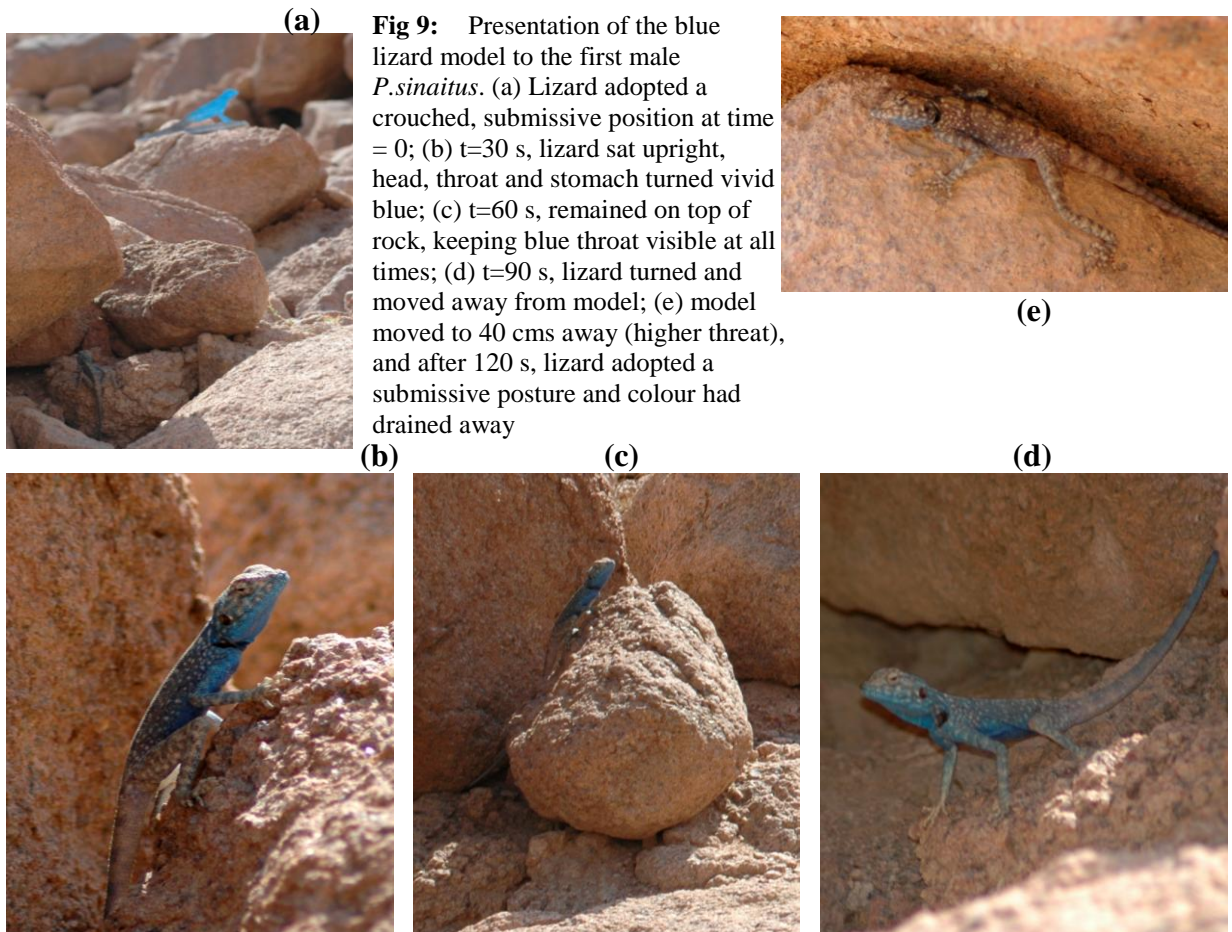 (a)
Fig 9: Presentation of the blue
lizard model to the first male
P.sinaitus. (a) Lizard adopted a
crouched, submissive position at time
= 0; (b) t=30 s, lizard sat upright,
head, throat and stomach turned vivid
blue; (c) t=60 s, remained on top of
rock, keeping blue throat visible at all
times; (d) t=90 s, lizard turned and
moved away from model; (e) model
moved to 40 cms away (higher threat),
and after 120 s, lizard adopted a
submissive posture and colour had
drained away
(e)
(b)
(c)
(d)